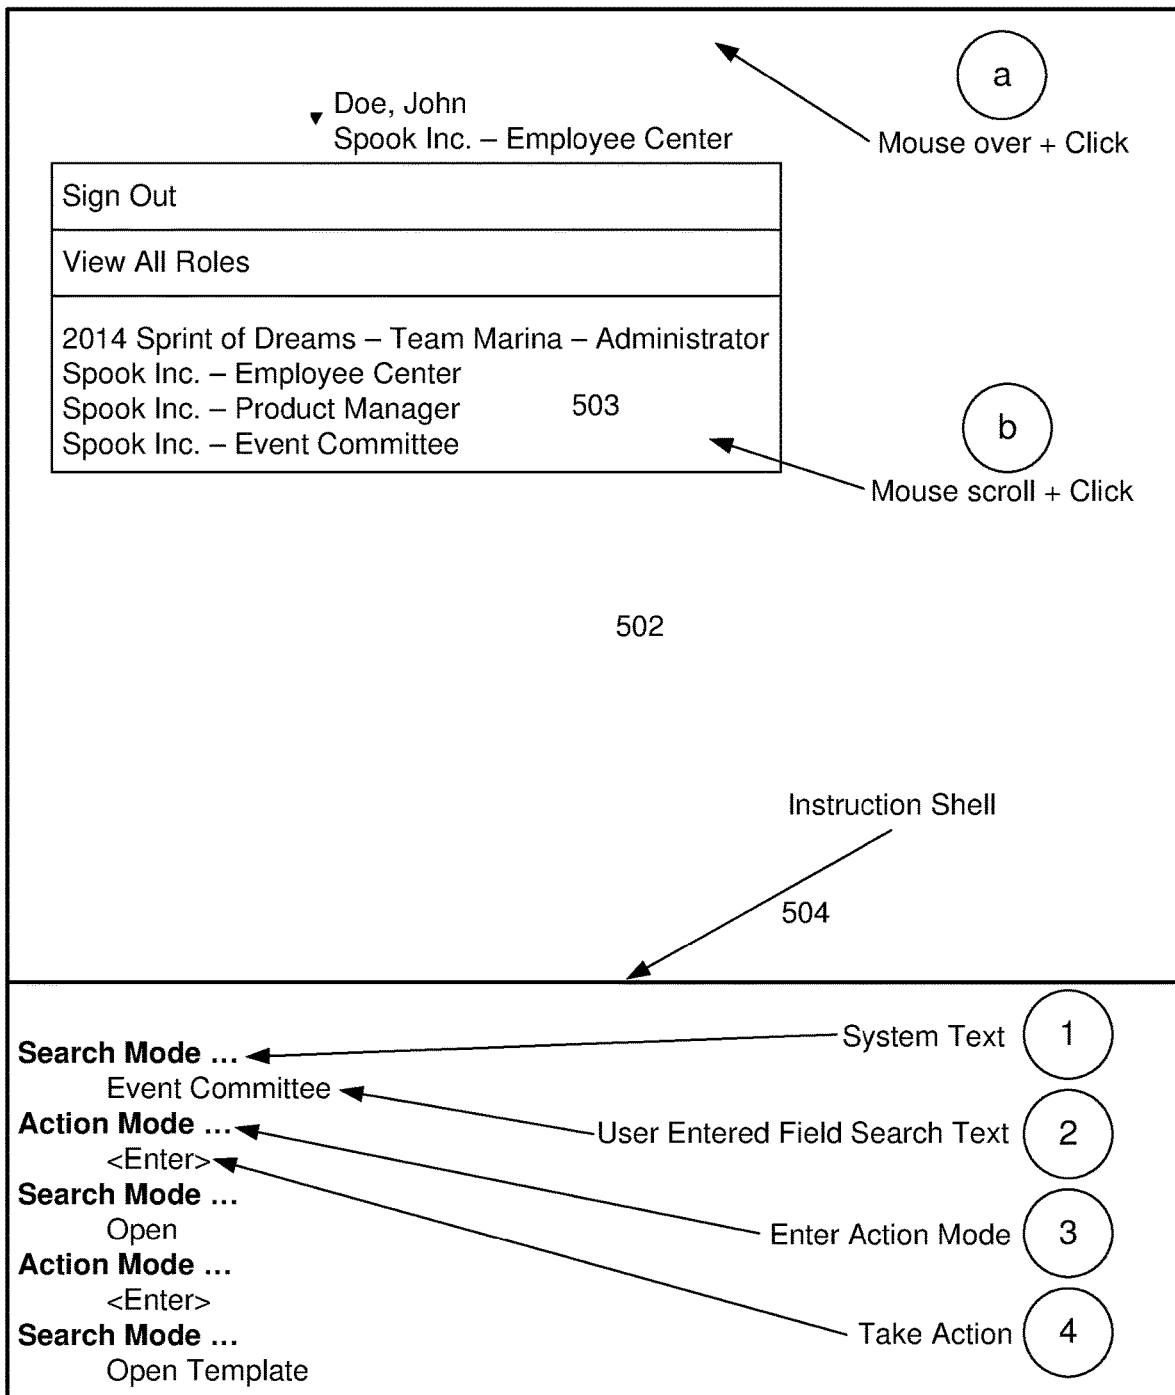 a
Doe, John
Spook Inc. – Employee Center
Mouse over + Click
Sign Out
View All Roles
2014 Sprint of Dreams – Team Marina – Administrator
Spook Inc. – Employee Center
Spook Inc. – Product Manager
503
Spook Inc. – Event Committee
b
Mouse scroll + Click
502
Instruction Shell
504
Search Mode ...
System Text
1
Event Committee
Action Mode ...
User Entered Field Search Text
2
<Enter>
Search Mode ...
Open
Enter Action Mode
3
Action Mode ...
<Enter>
Search Mode ...
Take Action
4
Open Template